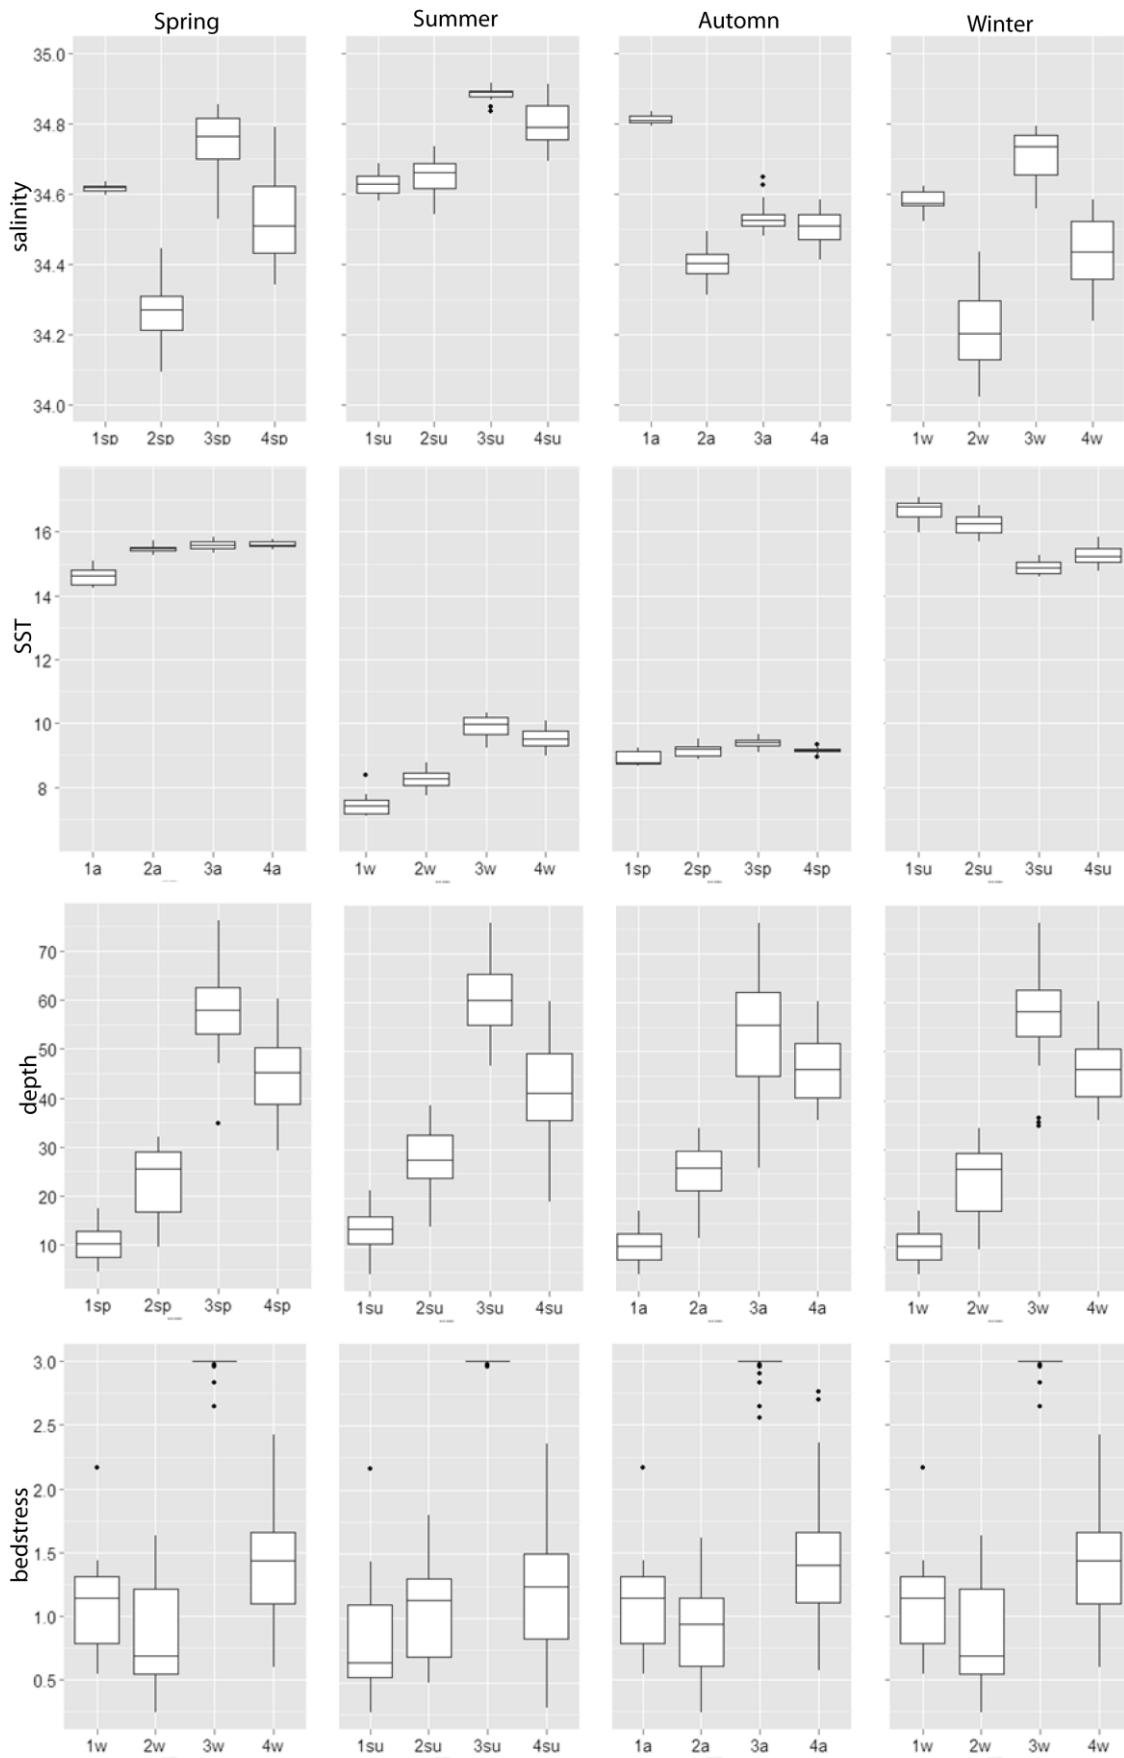 Spring Summer Automn Winter
salinity
35.0
34.8
34.6
34.4
34.2
34.0
1sp 2sp 3sp 4sp 1su 2su 3su 4su 1a 2a 3a 4a 1w 2w 3w 4w
SST
16
14
12
10
8
1a 2a 3a 4a 1w 2w 3w 4w 1sp 2sp 3sp 4sp 1su 2su 3su 4su
depth
70
60
50
40
30
20
10
1sp 2sp 3sp 4sp 1su 2su 3su 4su 1a 2a 3a 4a 1w 2w 3w 4w
bedstress
3.0
2.5
2.0
1.5
1.0
0.5
1w 2w 3w 4w 1su 2su 3su 4su 1a 2a 3a 4a 1w 2w 3w 4w